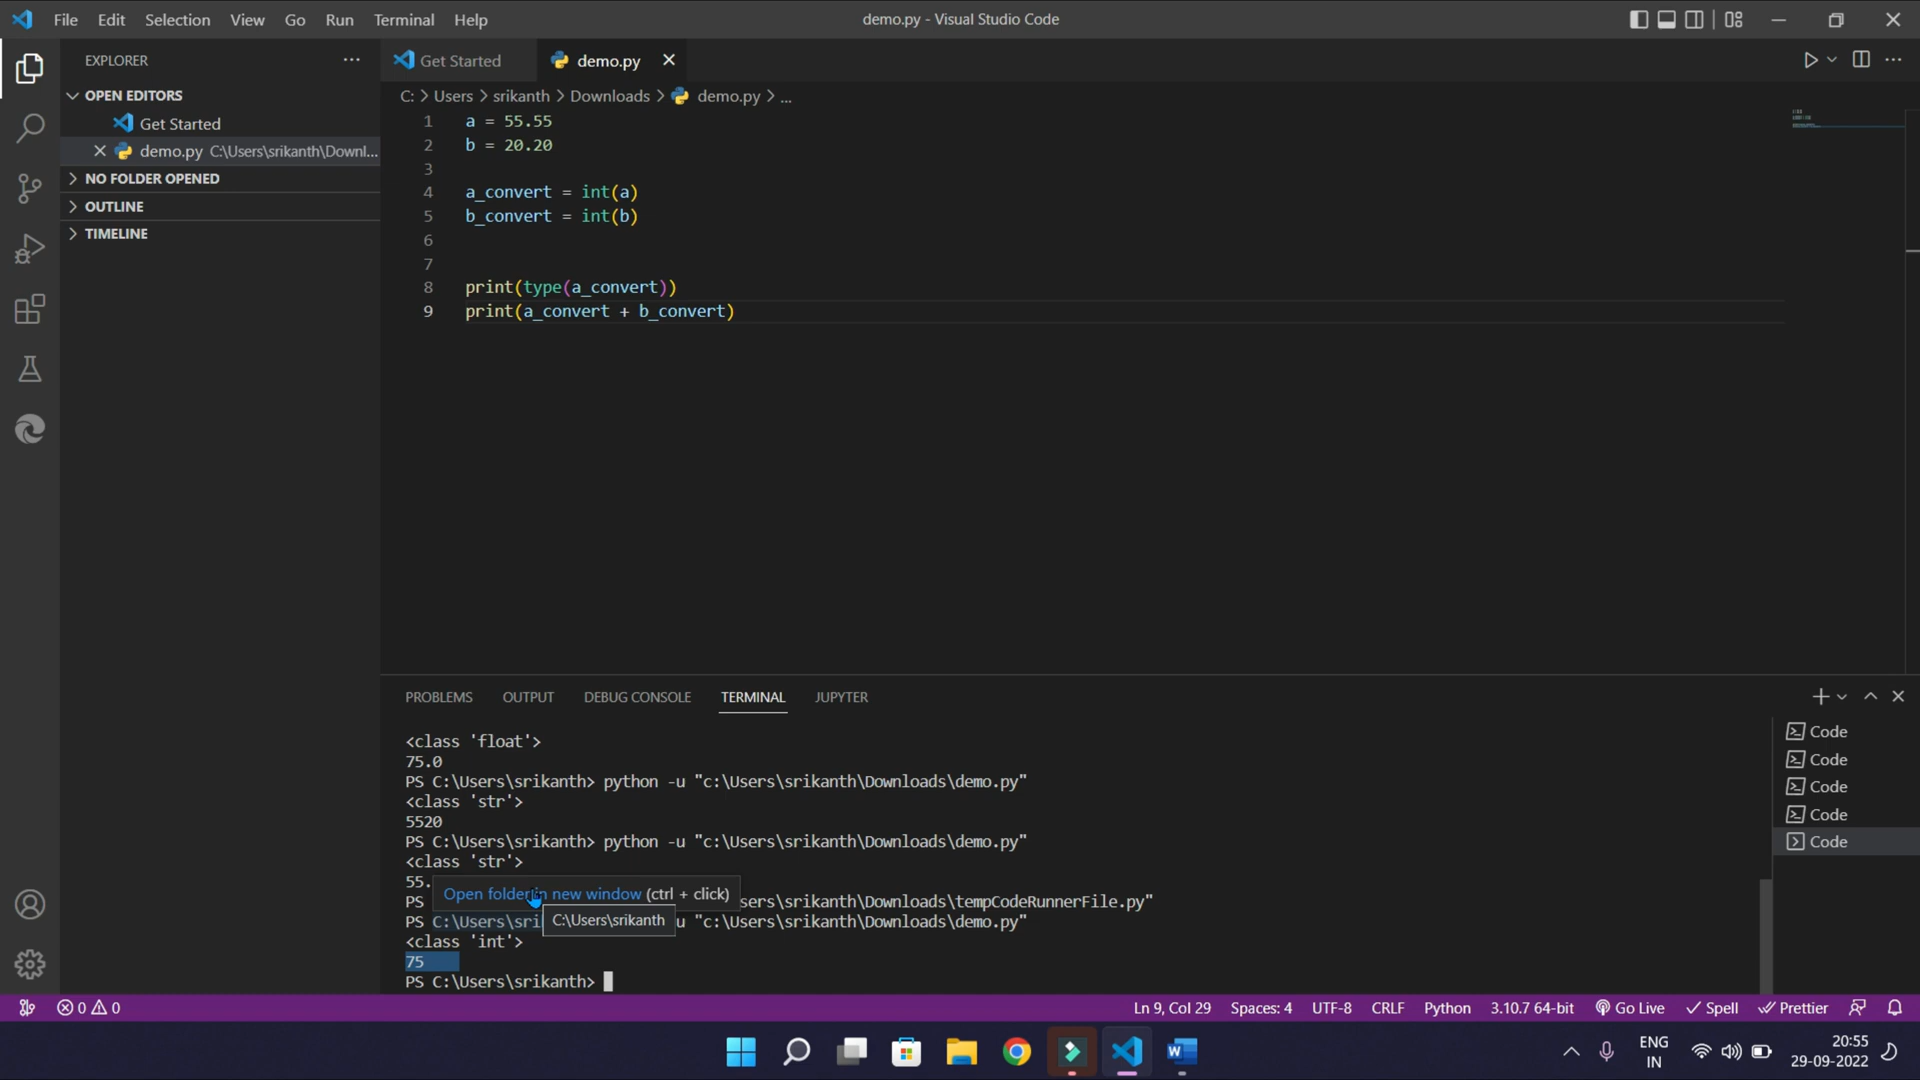 File Edit Selection View Go Run Terminal Help
demo.py - Visual Studio Code
EXPLORER
OPEN EDITORS
Get Started
demo.py C:\Users\srikanth\Downl...
NO FOLDER OPENED
OUTLINE
TIMELINE
Get Started
demo.py
C: > Users > srikanth > Downloads > demo.py > ...
1 a = 55.55
2 b = 20.20
3
4 a_convert = int(a)
5 b_convert = int(b)
6
7
8 print(type(a_convert))
9 print(a_convert + b_convert)
PROBLEMS OUTPUT DEBUG CONSOLE TERMINAL JUPYTER
<class 'float'>
75.0
PS C:\Users\srikanth> python -u "c:\Users\srikanth\Downloads\demo.py"
<class 'str'>
5520
PS C:\Users\srikanth> python -u "c:\Users\srikanth\Downloads\demo.py"
<class 'str'>
55.
Open folder in new window (ctrl + click)
PS sers\srikanth\Downloads\tempCodeRunnerFile.py"
C:\Users\srikanth
PS C:\Users\sri u "c:\Users\srikanth\Downloads\demo.py"
<class 'int'>
75
PS C:\Users\srikanth>
Code
Code
Code
Code
Code
0 0
Ln 9, Col 29 Spaces: 4 UTF-8 CRLF Python 3.10.7 64-bit Go Live Spell Prettier
ENG
IN
20:55
29-09-2022